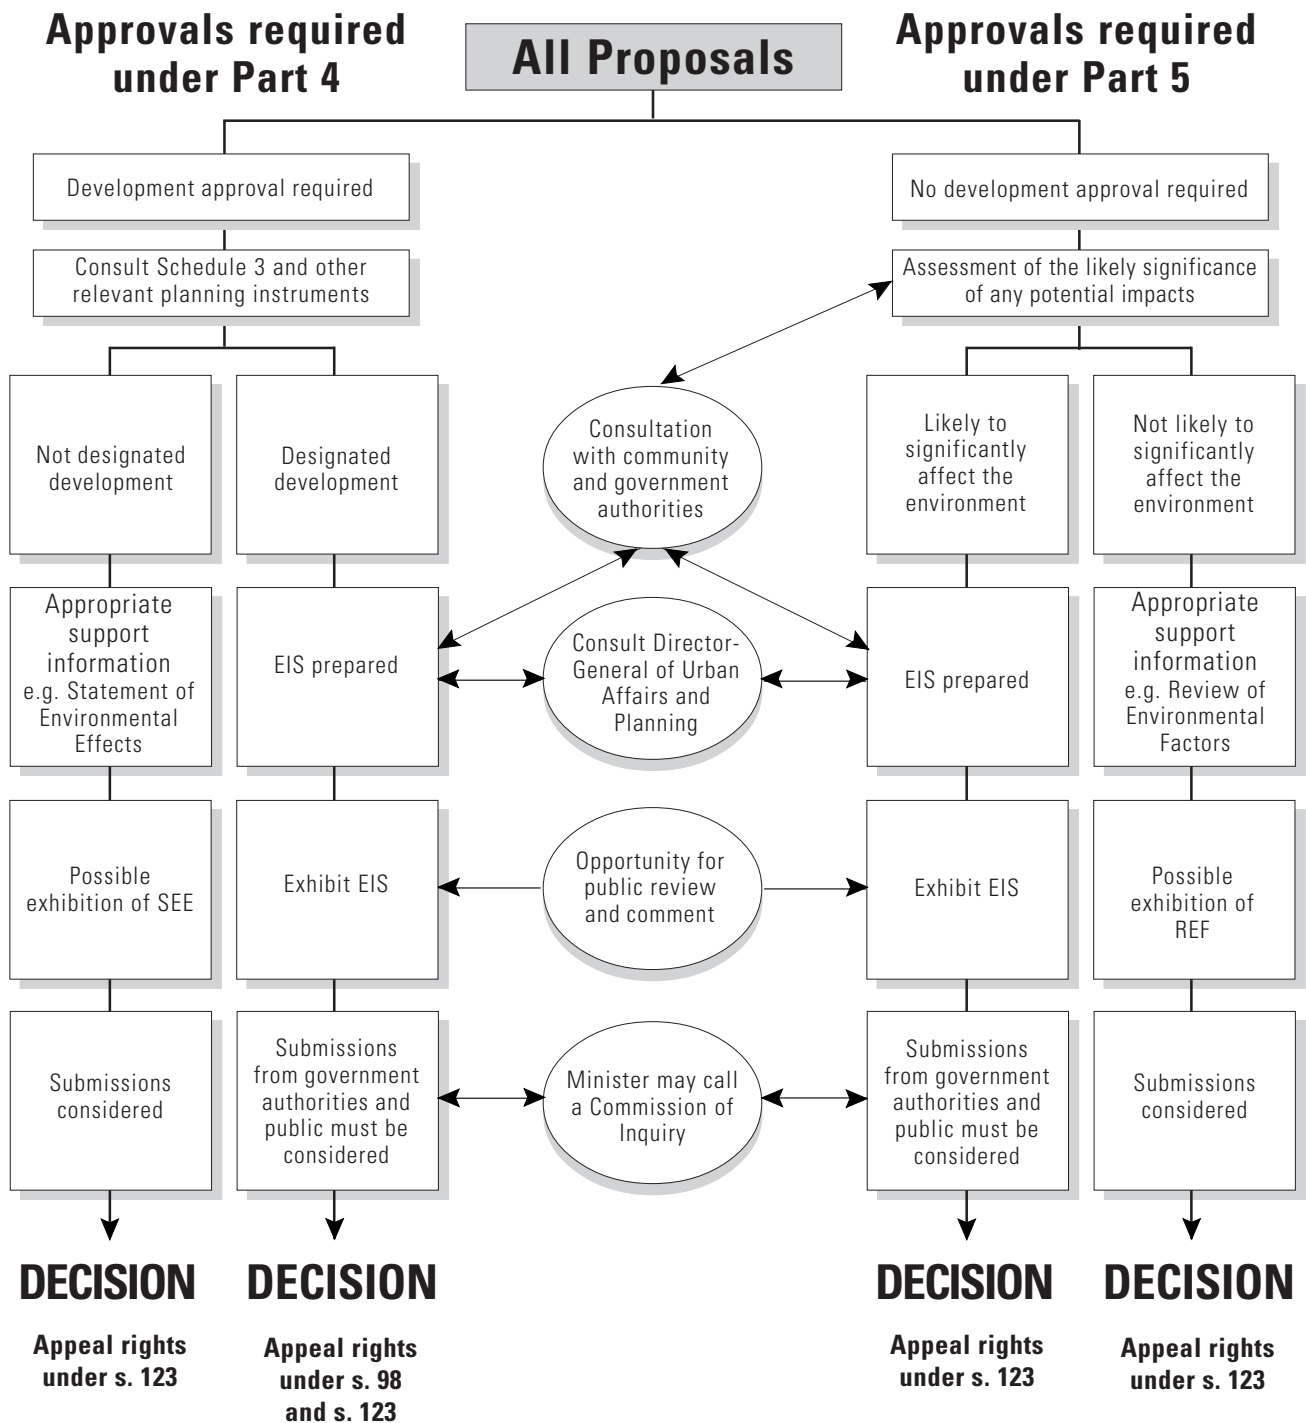 Approvals required
under Part 4
All Proposals
Approvals required
under Part 5
Development approval required
No development approval required
Consult Schedule 3 and other
relevant planning instruments
Assessment of the likely significance
of any potential impacts
Not designated
development
Designated
development
Consultation
with community
and government
authorities
Likely to
significantly
affect the
environment
Not likely to
significantly
affect the
environment
Appropriate
support
information
e.g. Statement of
Environmental
Effects
EIS prepared
Consult Director-
General of Urban
Affairs and
Planning
EIS prepared
Appropriate
support
information
e.g. Review of
Environmental
Factors
Possible
exhibition of SEE
Exhibit EIS
Opportunity for
public review
and comment
Exhibit EIS
Possible
exhibition of
REF
Submissions
considered
Submissions
from government
authorities and
public must be
considered
Minister may call
a Commission of
Inquiry
Submissions
from government
authorities and
public must be
considered
Submissions
considered
DECISION
DECISION
DECISION
DECISION
Appeal rights
under s. 123
Appeal rights
under s. 98
and s. 123
Appeal rights
under s. 123
Appeal rights
under s. 123